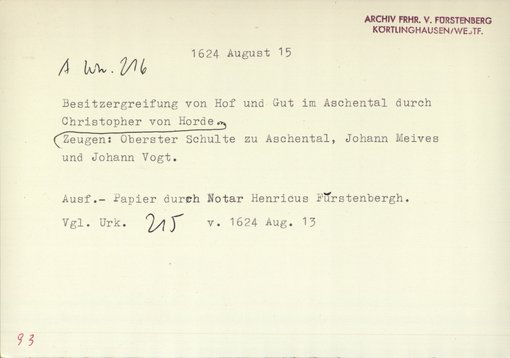 ARCHIV FRHR. V. FÜRSTENBERG
KÖRTLINGHAUSEN/WESTF.
1624 August 15
A Urk. 216
Besitzergreifung von Hof und Gut im Aschental durch
Christopher von Horde
Zeugen: Oberster Schulte zu Aschental, Johann Meives
und Johann Vogt.
Ausf.- Papier durch Notar Henricus Fürstenbergh.
Vgl. Urk. 215 v. 1624 Aug. 13
93